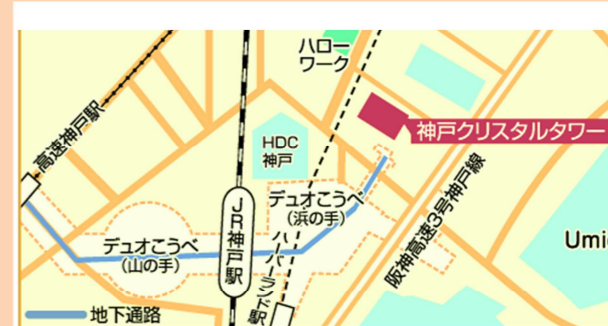 ハロー
ワーク
高速神戸駅
神戸クリスタルタワー
HDC
神戸
デュオこうべ
(浜の手)
JR神戸駅
阪神高速3号神戸線
デュオこうべ
(山の手)
ハーバーランド駅
Umi
地下通路